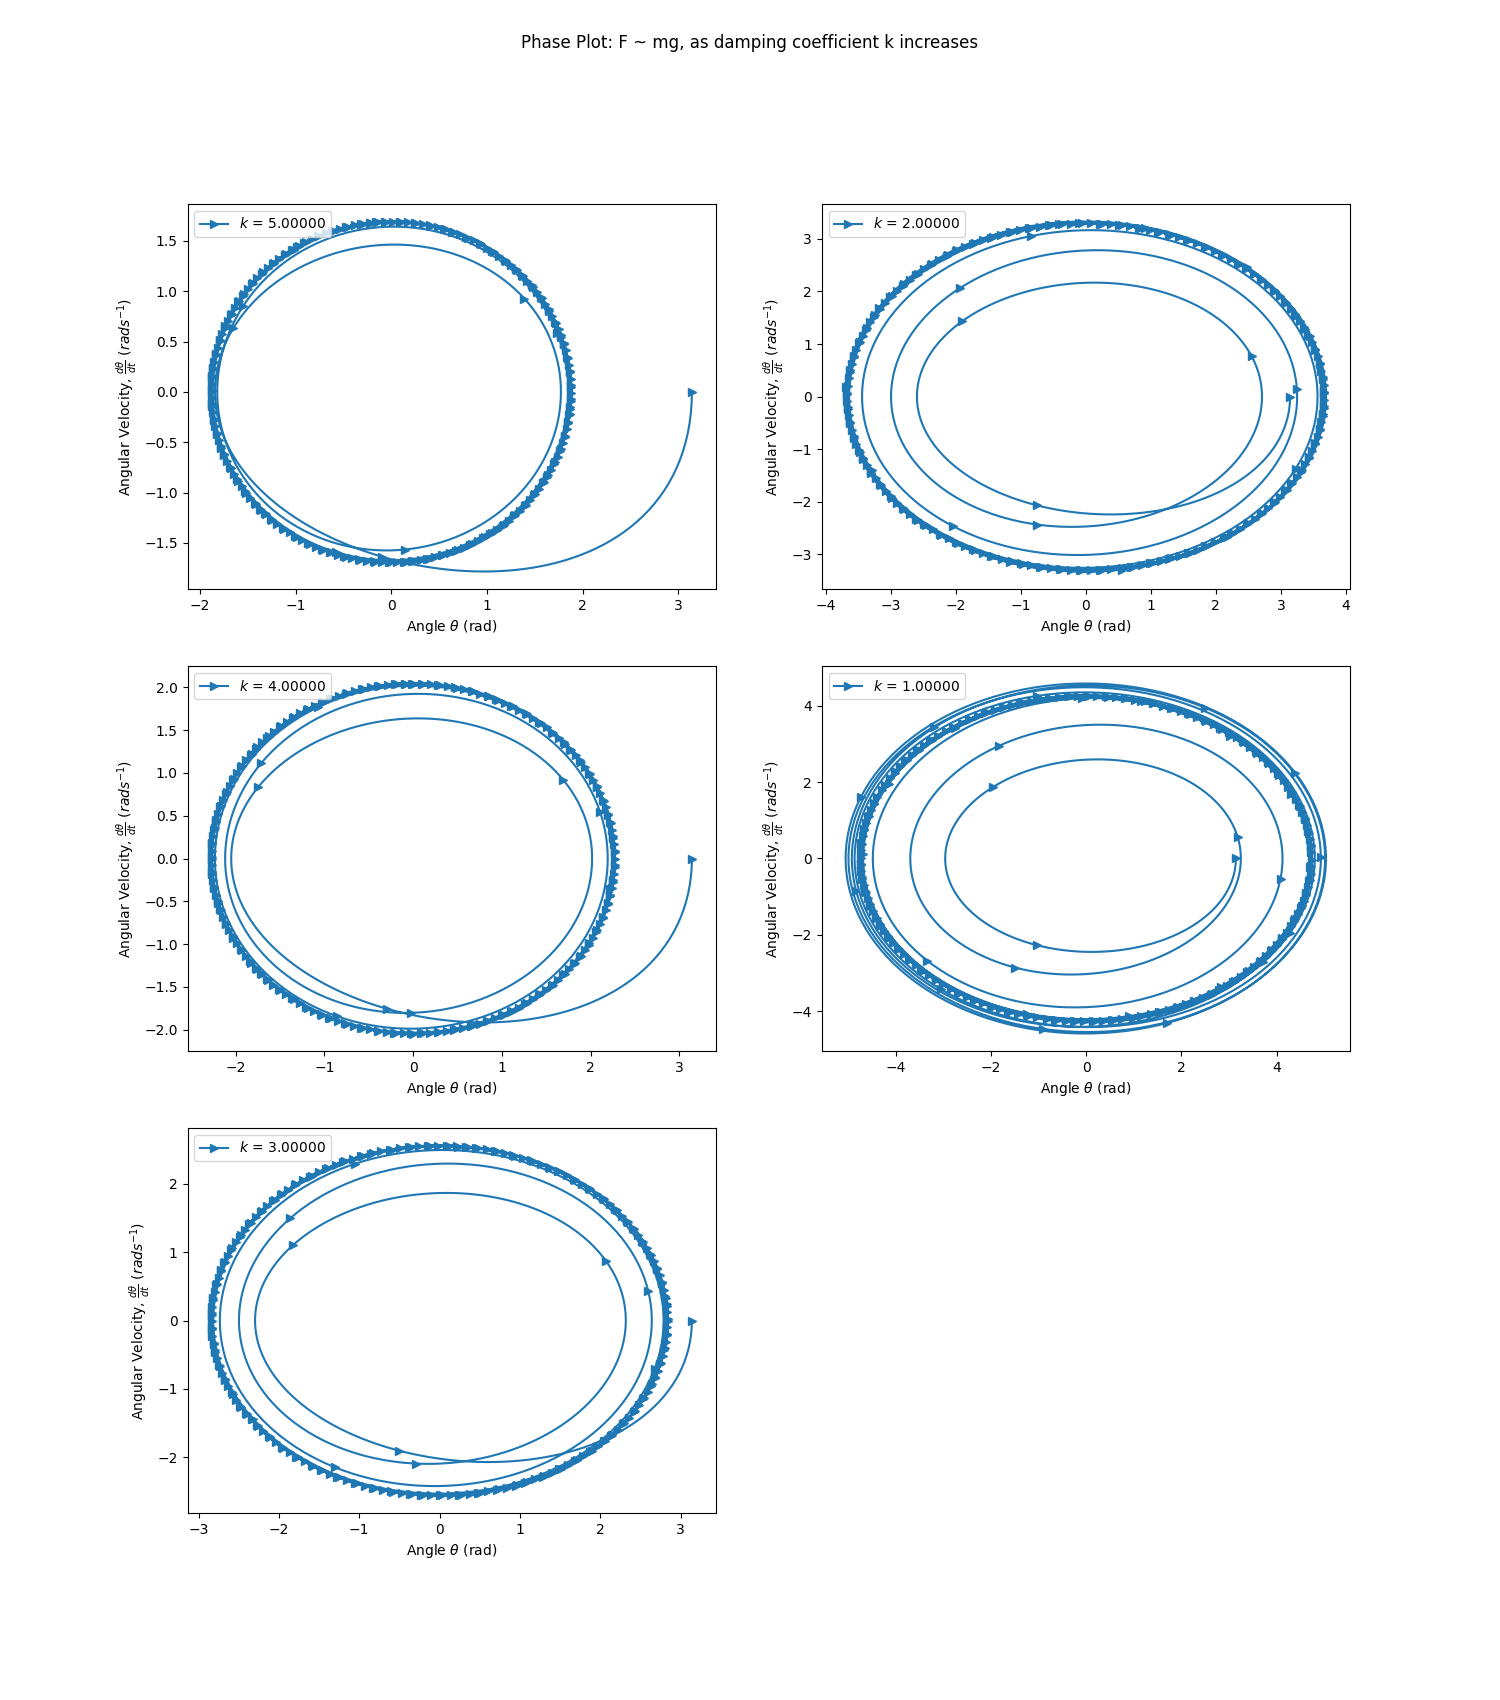 Phase Plot: F ~ mg, as damping coefficient k increases
k = 5.00000
1.5
1.0
0.5
0.0
−0.5
−1.0
−1.5
Angular Velocity, dθ/dt (rads⁻¹)
−2 −1 0 1 2 3
Angle θ (rad)
k = 2.00000
3
2
1
0
−1
−2
−3
Angular Velocity, dθ/dt (rads⁻¹)
−4 −3 −2 −1 0 1 2 3 4
Angle θ (rad)
k = 4.00000
2.0
1.5
1.0
0.5
0.0
−0.5
−1.0
−1.5
−2.0
Angular Velocity, dθ/dt (rads⁻¹)
−2 −1 0 1 2 3
Angle θ (rad)
k = 1.00000
4
2
0
−2
−4
Angular Velocity, dθ/dt (rads⁻¹)
−4 −2 0 2 4
Angle θ (rad)
k = 3.00000
2
1
0
−1
−2
Angular Velocity, dθ/dt (rads⁻¹)
−3 −2 −1 0 1 2 3
Angle θ (rad)